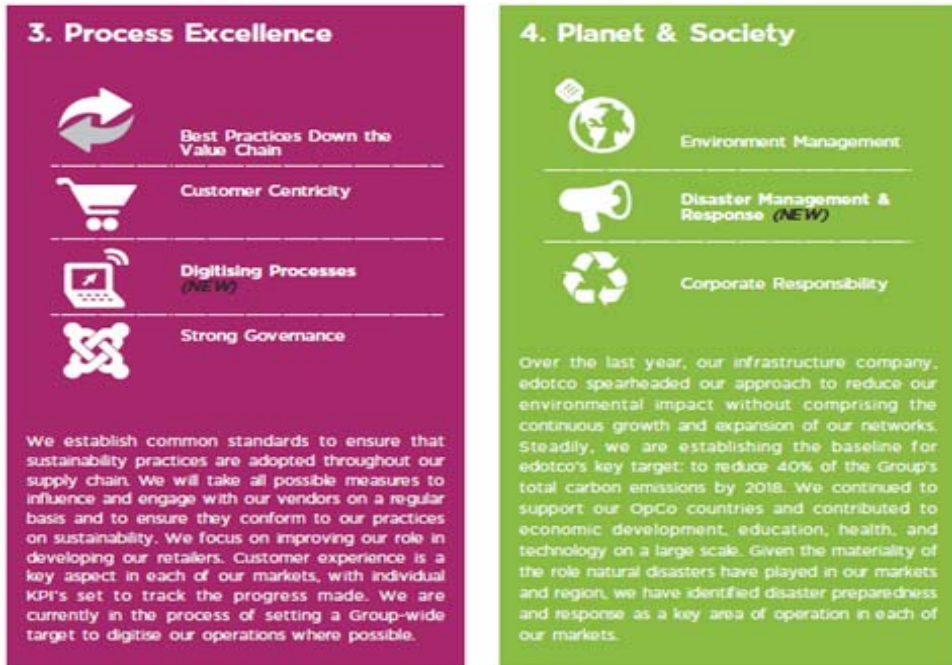 3. Process Excellence
Best Practices Down the
Value Chain
Customer Centricity
Digitising Processes
(NEW)
Strong Governance
We establish common standards to ensure that
sustainability practices are adopted throughout our
supply chain. We will take all possible measures to
influence and engage with our vendors on a regular
basis and to ensure they conform to our practices
on sustainability. We focus on improving our role in
developing our retailers. Customer experience is a
key aspect in each of our markets, with individual
KPI's set to track the progress made. We are
currently in the process of setting a Group-wide
target to digitise our operations where possible.
4. Planet & Society
Environment Management
Disaster Management &
Response (NEW)
Corporate Responsibility
Over the last year, our infrastructure company,
edotco spearheaded our approach to reduce our
environmental impact without comprising the
continuous growth and expansion of our networks.
Steadily, we are establishing the baseline for
edotco's key target: to reduce 40% of the Group's
total carbon emissions by 2018. We continued to
support our OpCo countries and contributed to
economic development, education, health, and
technology on a large scale. Given the materiality of
the role natural disasters have played in our markets
and region, we have identified disaster preparedness
and response as a key area of operation in each of
our markets.